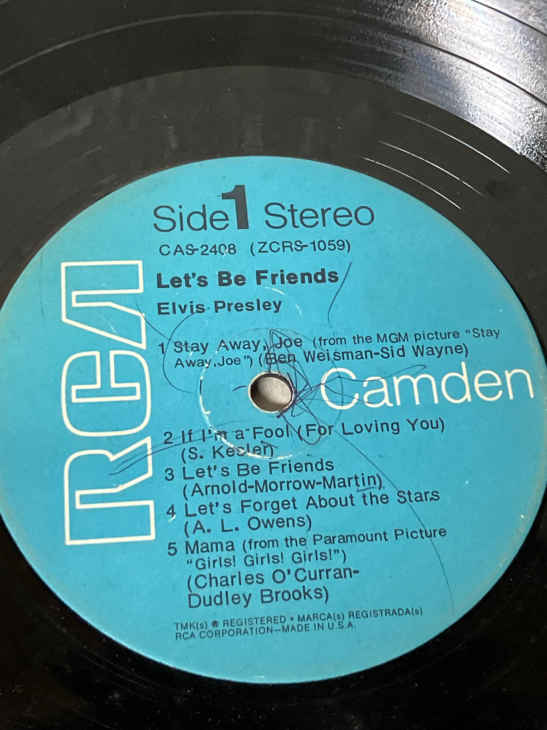 Side 1 Stereo
CAS-2408 (ZCRS-1059)
Let's Be Friends
Elvis Presley
1 Stay Away, Joe (from the MGM picture "Stay
Away, Joe") (Ben Weisman-Sid Wayne)
RCA
Camden
2 If I'm a Fool (For Loving You)
(S. Kesler)
3 Let's Be Friends
(Arnold-Morrow-Martin)
4 Let's Forget About the Stars
(A. L. Owens)
5 Mama (from the Paramount Picture
"Girls! Girls! Girls!")
(Charles O'Curran-
Dudley Brooks)
TMK(s) ® REGISTERED • MARCA(s) REGISTRADA(s)
RCA CORPORATION—MADE IN U.S.A.